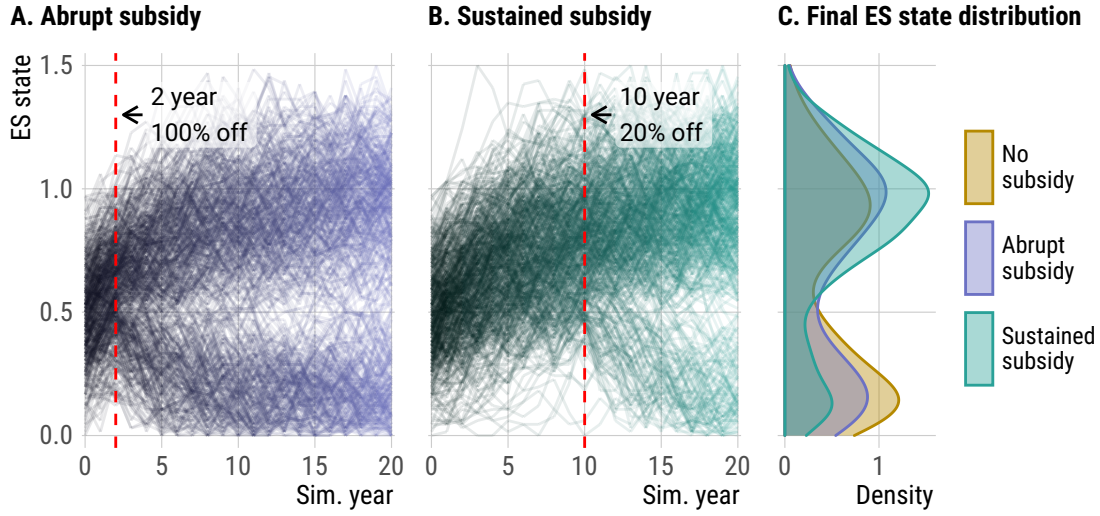 A. Abrupt subsidy
B. Sustained subsidy
C. Final ES state distribution
ES state
1.5
1.0
0.5
0.0
2 year
100% off
0
5
10
15
20
Sim. year
10 year
20% off
0
5
10
15
20
Sim. year
0
1
Density
No
subsidy
Abrupt
subsidy
Sustained
subsidy